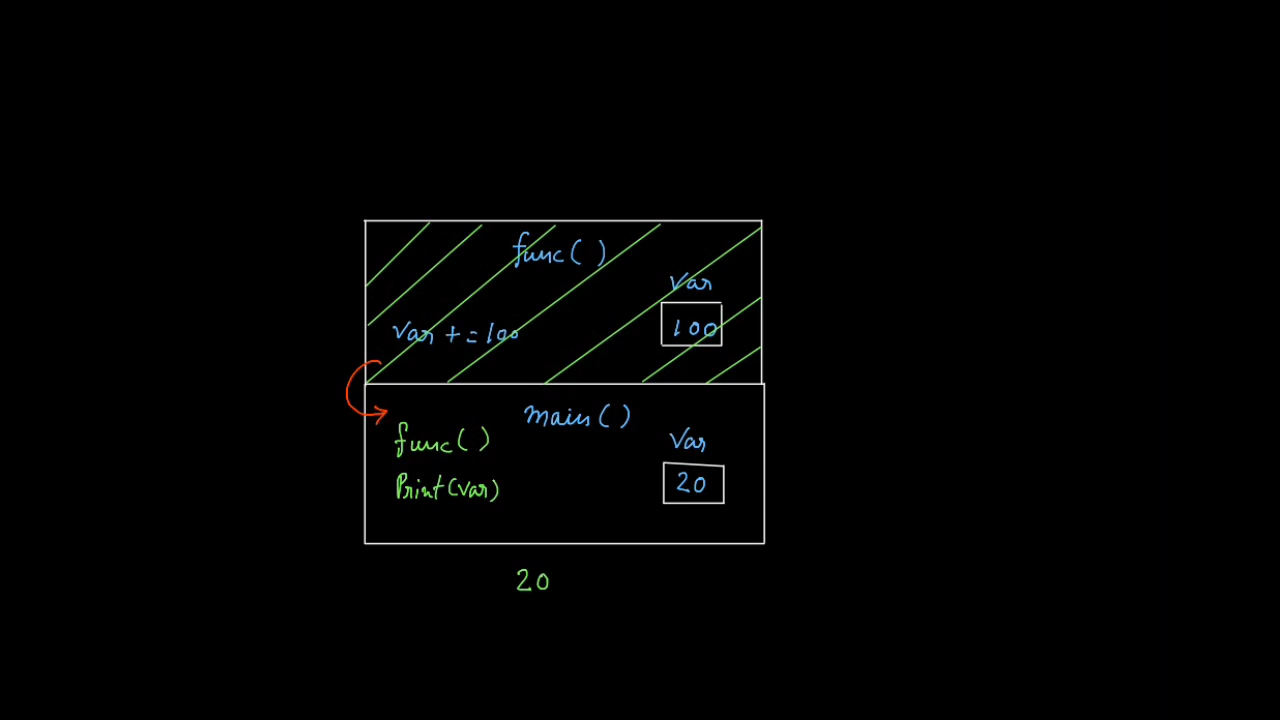 func( )
Var
Var += 100
100
main( )
func( )
Var
Print(var)
20
20